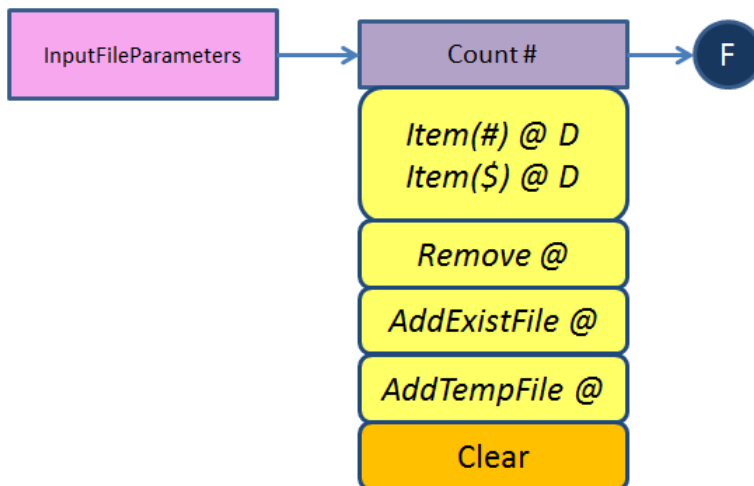 InputFileParameters
Count #
F
Item(#) @ D
Item($) @ D
Remove @
AddExistFile @
AddTempFile @
Clear